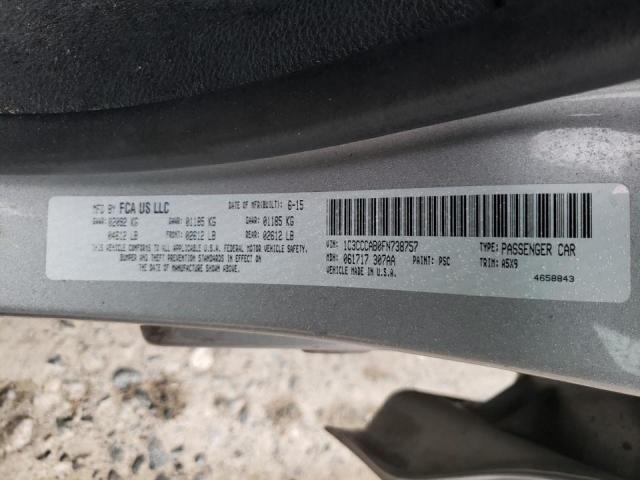 MFD BY FCA US LLC DATE OF MFR(BUILT): 6-15
GVWR: 02092 KG GAWR: 01185 KG GAWR: 01185 KG
04612 LB FRONT: 02612 LB REAR: 02612 LB
THIS VEHICLE CONFORMS TO ALL APPLICABLE U.S.A. FEDERAL MOTOR VEHICLE SAFETY,
BUMPER AND THEFT PREVENTION STANDARDS IN EFFECT ON
THE DATE OF MANUFACTURE SHOWN ABOVE.
VIN: 1C3CCCAB0FN738757 TYPE: PASSENGER CAR
MDH: 061717 307AA PAINT: PSC TRIM: A5X9
VEHICLE MADE IN U.S.A. 4658843